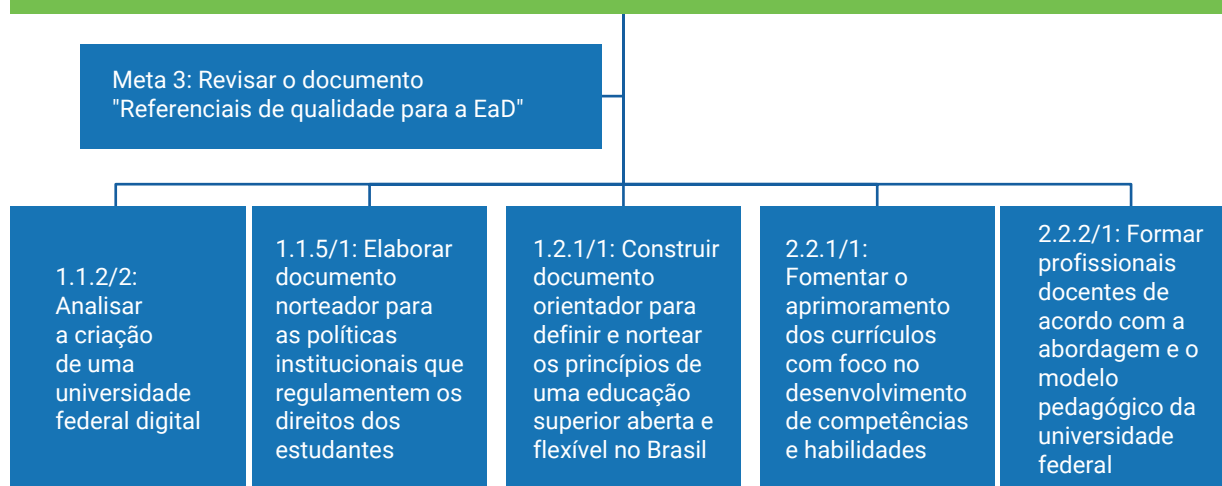 Meta 3: Revisar o documento
"Referenciais de qualidade para a EaD"
1.1.2/2:
Analisar
a criação
de uma
universidade
federal digital
1.1.5/1: Elaborar
documento
norteador para
as políticas
institucionais que
regulamentem os
direitos dos
estudantes
1.2.1/1: Construir
documento
orientador para
definir e nortear
os princípios de
uma educação
superior aberta e
flexível no Brasil
2.2.1/1:
Fomentar o
aprimoramento
dos currículos
com foco no
desenvolvimento
de competências
e habilidades
2.2.2/1: Formar
profissionais
docentes de
acordo com a
abordagem e o
modelo
pedagógico da
universidade
federal